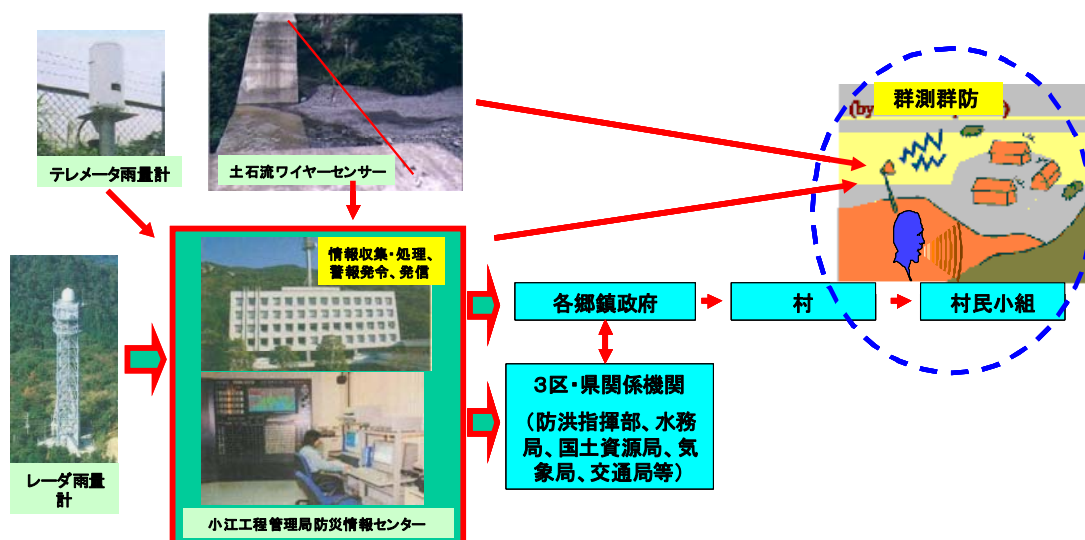 群測群防
(by
テレメータ雨量計
土石流ワイヤーセンサー
情報収集・処理、
警報発令、発信
各郷鎮政府
村
村民小組
3区・県関係機関
(防洪指揮部、水務
局、国土資源局、気
象局、交通局等)
レーダ雨量
計
小江工程管理局防災情報センター